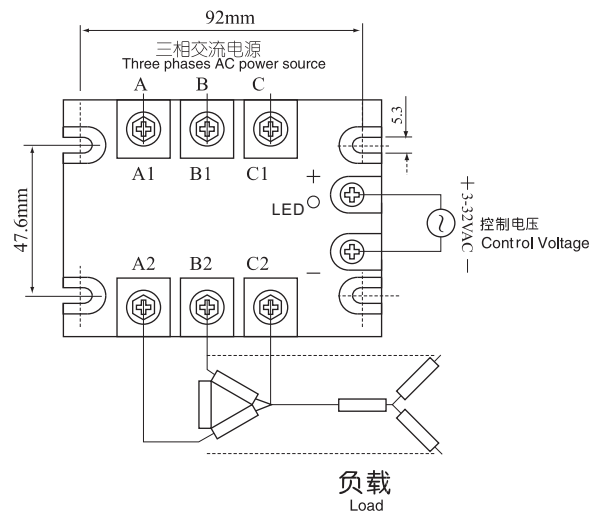 92mm
三相交流电源
Three phases AC power source
A B C
5.3
A1 B1 C1
+
LED
47.6mm
+ 3-32VAC −
控制电压
Control Voltage
−
A2 B2 C2
负载
Load